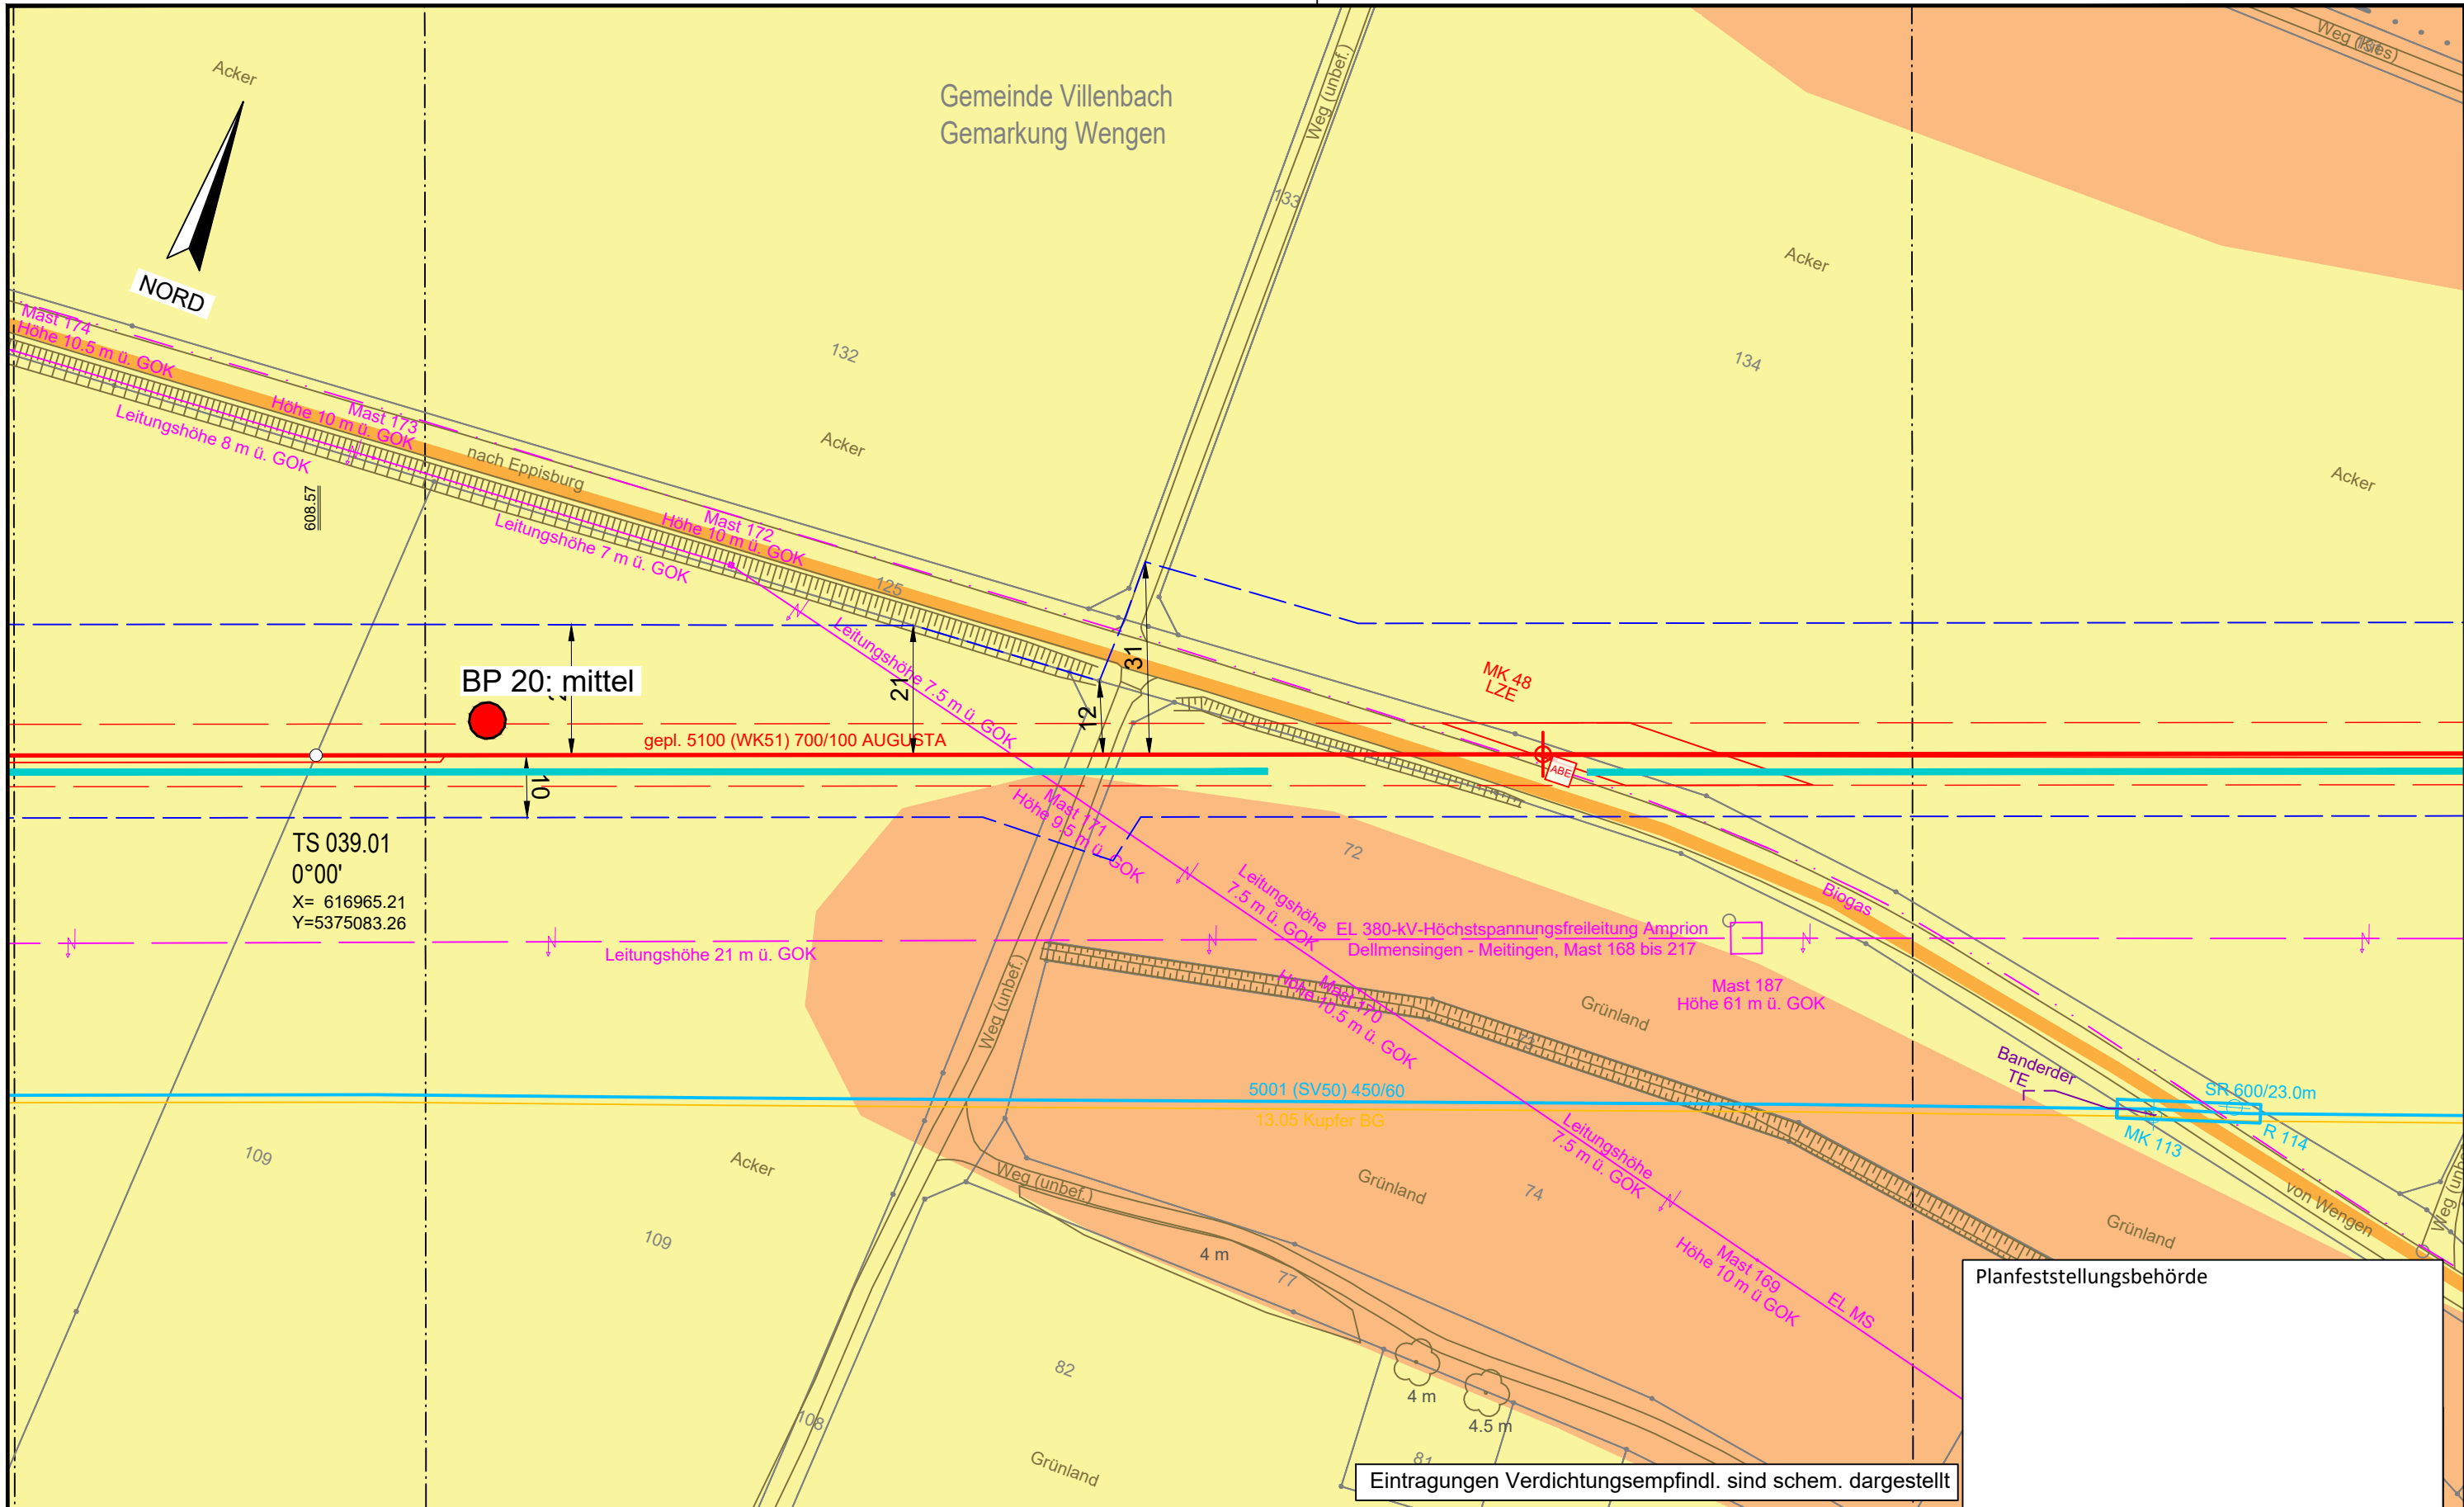 Acker
Weg (unbef.)
Weg (Kies)
Gemeinde Villenbach
Gemarkung Wengen
133
Acker
NORD
Mast 174
Höhe 10.5 m ü. GOK
132
134
Höhe 10 m ü. GOK
Mast 173
Leitungshöhe 8 m ü. GOK
nach Eppisburg
Acker
Acker
608.57
Mast 172
Höhe 10 m ü. GOK
Leitungshöhe 7 m ü. GOK
125
Leitungshöhe 7.5 m ü. GOK
BP 20: mittel
21
12
31
MK 48
LZE
gepl. 5100 (WK51) 700/100 AUGUSTA
ABE
10
Mast 171
Höhe 9.5 m ü. GOK
TS 039.01
0°00'
X= 616965.21
Y=5375083.26
72
Leitungshöhe
7.5 m ü. GOK
Biogas
EL 380-kV-Höchstspannungsfreileitung Amprion
Dellmensingen - Meitingen, Mast 168 bis 217
Leitungshöhe 21 m ü. GOK
Mast 187
Höhe 61 m ü. GOK
Weg (unbef.)
Mast 170
Höhe 10.5 m ü. GOK
Grünland
Banderder
TE
5001 (SV50) 450/60
13.05 Kupfer BG
SR 600/23.0m
MK 113
R 114
Leitungshöhe
7.5 m ü. GOK
109
Acker
Weg (unbef.)
Grünland
74
von Wengen
Weg (unbef.
Grünland
109
4 m
77
Mast 169
Höhe 10 m ü GOK
EL MS
Planfeststellungsbehörde
82
4 m
4.5 m
108
Grünland
81
Eintragungen Verdichtungsempfindl. sind schem. dargestellt